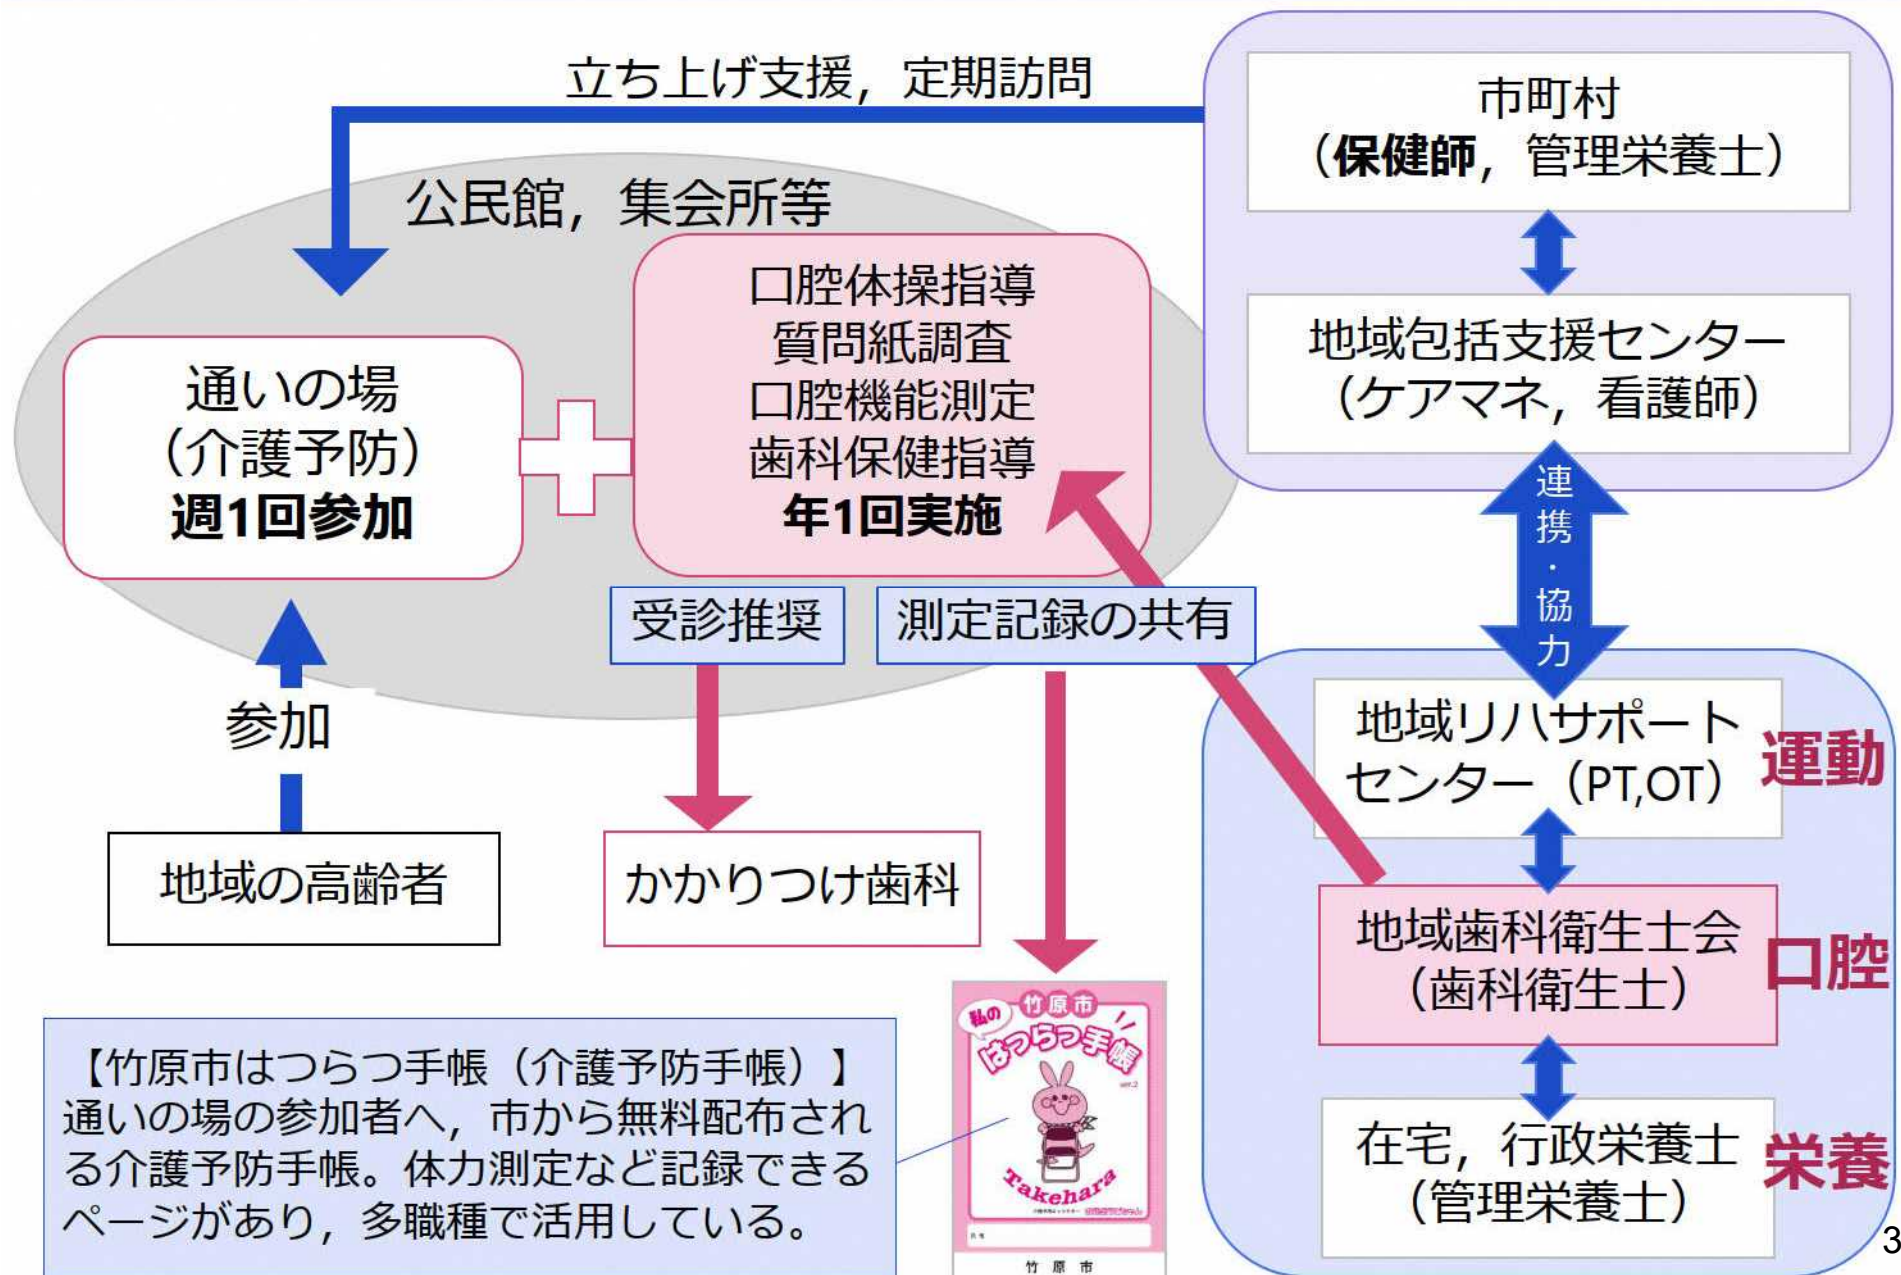 立ち上げ支援，定期訪問
公民館，集会所等
通いの場
（介護予防）
週1回参加
口腔体操指導
質問紙調査
口腔機能測定
歯科保健指導
年1回実施
受診推奨
測定記録の共有
参加
地域の高齢者
かかりつけ歯科
市町村
（保健師，管理栄養士）
地域包括支援センター
（ケアマネ，看護師）
連携・協力
地域リハサポート
センター（PT,OT）
運動
地域歯科衛生士会
（歯科衛生士）
口腔
在宅，行政栄養士
（管理栄養士）
栄養
【竹原市はつらつ手帳（介護予防手帳）】
通いの場の参加者へ，市から無料配布され
る介護予防手帳。体力測定など記録できる
ページがあり，多職種で活用している。
竹原市
私の
はつらつ手帳
ver.2
Takehara
氏名
竹原市
3